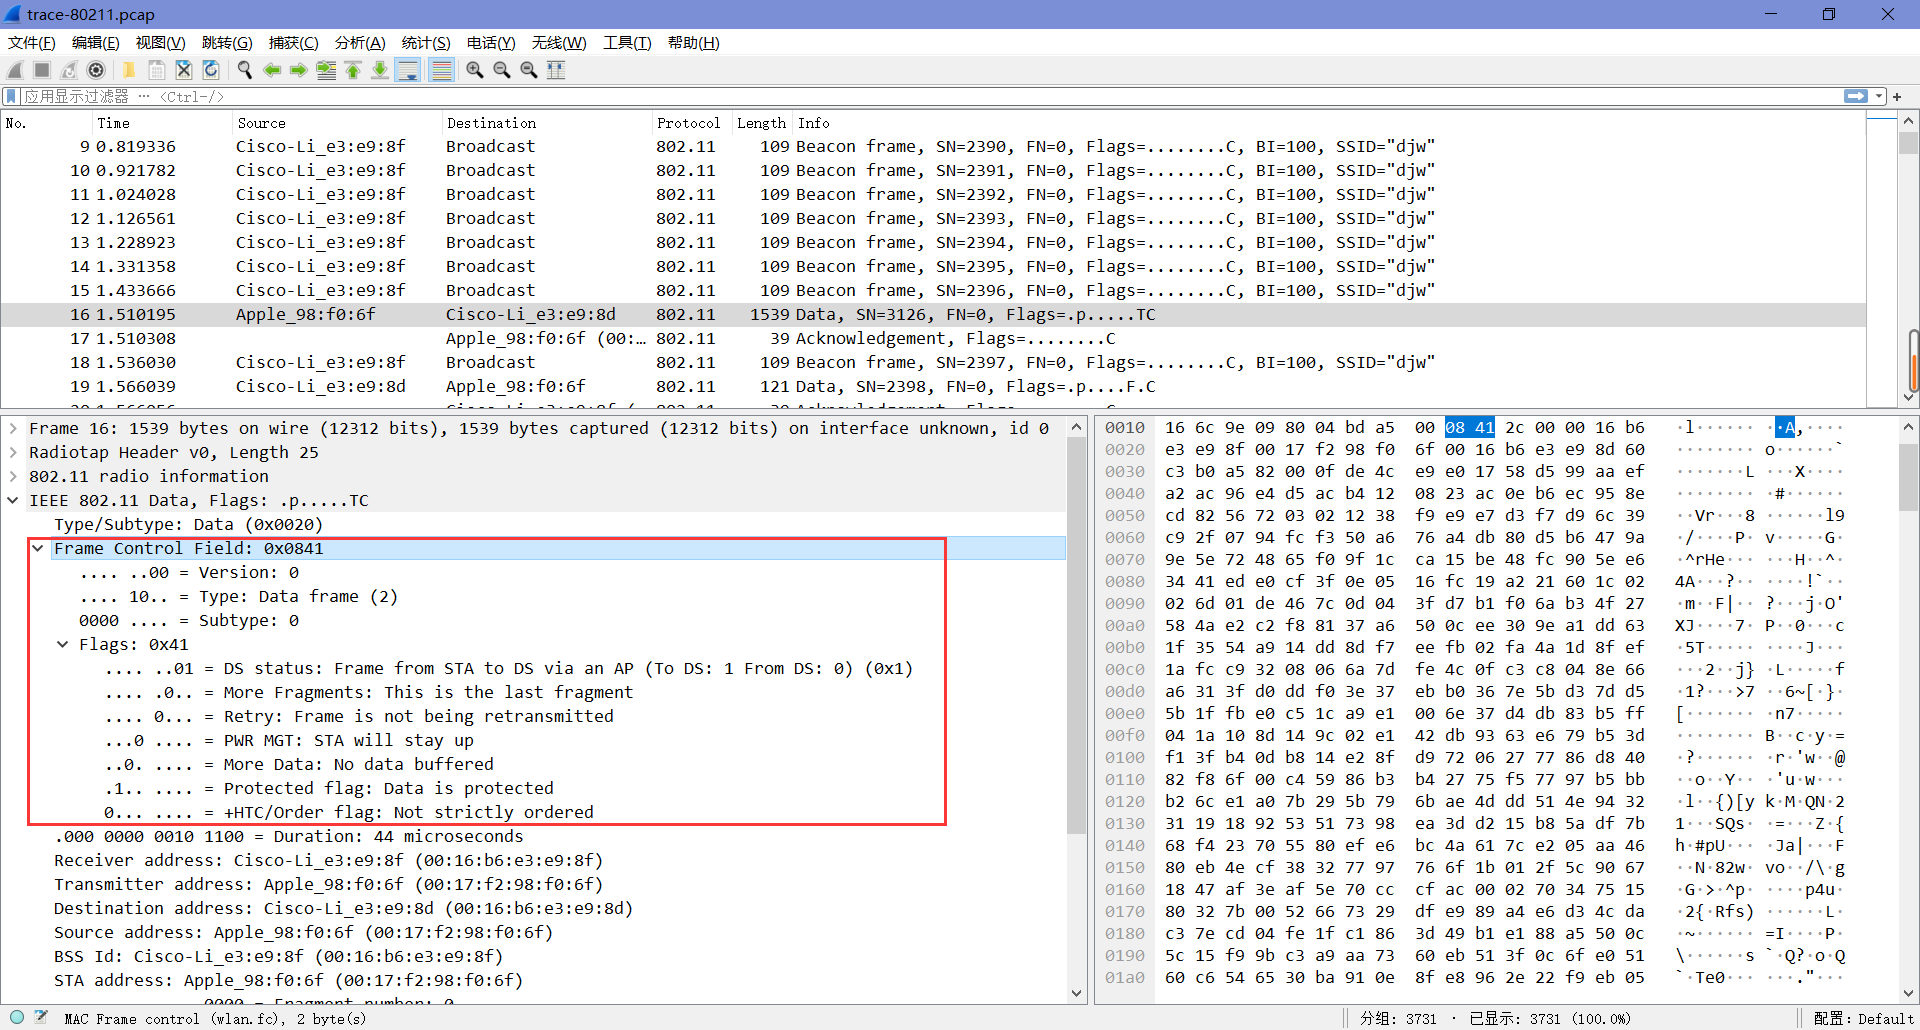 trace-80211.pcap
文件(F) 编辑(E) 视图(V) 跳转(G) 捕获(C) 分析(A) 统计(S) 电话(Y) 无线(W) 工具(T) 帮助(H)
应用显示过滤器 … <Ctrl-/>
No. Time Source Destination Protocol Length Info
9 0.819336 Cisco-Li_e3:e9:8f Broadcast 802.11 109 Beacon frame, SN=2390, FN=0, Flags=........C, BI=100, SSID="djw"
10 0.921782 Cisco-Li_e3:e9:8f Broadcast 802.11 109 Beacon frame, SN=2391, FN=0, Flags=........C, BI=100, SSID="djw"
11 1.024028 Cisco-Li_e3:e9:8f Broadcast 802.11 109 Beacon frame, SN=2392, FN=0, Flags=........C, BI=100, SSID="djw"
12 1.126561 Cisco-Li_e3:e9:8f Broadcast 802.11 109 Beacon frame, SN=2393, FN=0, Flags=........C, BI=100, SSID="djw"
13 1.228923 Cisco-Li_e3:e9:8f Broadcast 802.11 109 Beacon frame, SN=2394, FN=0, Flags=........C, BI=100, SSID="djw"
14 1.331358 Cisco-Li_e3:e9:8f Broadcast 802.11 109 Beacon frame, SN=2395, FN=0, Flags=........C, BI=100, SSID="djw"
15 1.433666 Cisco-Li_e3:e9:8f Broadcast 802.11 109 Beacon frame, SN=2396, FN=0, Flags=........C, BI=100, SSID="djw"
16 1.510195 Apple_98:f0:6f Cisco-Li_e3:e9:8d 802.11 1539 Data, SN=3126, FN=0, Flags=.p.....TC
17 1.510308 Apple_98:f0:6f (00:… 802.11 39 Acknowledgement, Flags=........C
18 1.536030 Cisco-Li_e3:e9:8f Broadcast 802.11 109 Beacon frame, SN=2397, FN=0, Flags=........C, BI=100, SSID="djw"
19 1.566039 Cisco-Li_e3:e9:8d Apple_98:f0:6f 802.11 121 Data, SN=2398, FN=0, Flags=.p....F.C
Frame 16: 1539 bytes on wire (12312 bits), 1539 bytes captured (12312 bits) on interface unknown, id 0
Radiotap Header v0, Length 25
802.11 radio information
IEEE 802.11 Data, Flags: .p.....TC
Type/Subtype: Data (0x0020)
Frame Control Field: 0x0841
.... ..00 = Version: 0
.... 10.. = Type: Data frame (2)
0000 .... = Subtype: 0
Flags: 0x41
.... ..01 = DS status: Frame from STA to DS via an AP (To DS: 1 From DS: 0) (0x1)
.... .0.. = More Fragments: This is the last fragment
.... 0... = Retry: Frame is not being retransmitted
...0 .... = PWR MGT: STA will stay up
..0. .... = More Data: No data buffered
.1.. .... = Protected flag: Data is protected
0... .... = +HTC/Order flag: Not strictly ordered
.000 0000 0010 1100 = Duration: 44 microseconds
Receiver address: Cisco-Li_e3:e9:8f (00:16:b6:e3:e9:8f)
Transmitter address: Apple_98:f0:6f (00:17:f2:98:f0:6f)
Destination address: Cisco-Li_e3:e9:8d (00:16:b6:e3:e9:8d)
Source address: Apple_98:f0:6f (00:17:f2:98:f0:6f)
BSS Id: Cisco-Li_e3:e9:8f (00:16:b6:e3:e9:8f)
STA address: Apple_98:f0:6f (00:17:f2:98:f0:6f)
0000 = Fragment number: 0
0010 16 6c 9e 09 80 04 bd a5 00 08 41 2c 00 00 16 b6 ·l······ ··A,····
0020 e3 e9 8f 00 17 f2 98 f0 6f 00 16 b6 e3 e9 8d 60 ········ o······`
0030 c3 b0 a5 82 00 0f de 4c e9 e0 17 58 d5 99 aa ef ·······L ···X····
0040 a2 ac 96 e4 d5 ac b4 12 08 23 ac 0e b6 ec 95 8e ········ ·#······
0050 cd 82 56 72 03 02 12 38 f9 e9 e7 d3 f7 d9 6c 39 ··Vr···8 ······l9
0060 c9 2f 07 94 fc f3 50 a6 76 a4 db 80 d5 b6 47 9a ·/····P· v·····G·
0070 9e 5e 72 48 65 f0 9f 1c ca 15 be 48 fc 90 5e e6 ·^rHe··· ···H··^·
0080 34 41 ed e0 cf 3f 0e 05 16 fc 19 a2 21 60 1c 02 4A···?·· ····!`··
0090 02 6d 01 de 46 7c 0d 04 3f d7 b1 f0 6a b3 4f 27 ·m··F|·· ?···j·O'
00a0 58 4a e2 c2 f8 81 37 a6 50 0c ee 30 9e a1 dd 63 XJ····7· P··0···c
00b0 1f 35 54 a9 14 dd 8d f7 ee fb 02 fa 4a 1d 8f ef ·5T····· ····J···
00c0 1a fc c9 32 08 06 6a 7d fe 4c 0f c3 c8 04 8e 66 ···2··j} ·L·····f
00d0 a6 31 3f d0 dd f0 3e 37 eb b0 36 7e 5b d3 7d d5 ·1?···>7 ··6~[·}·
00e0 5b 1f fb e0 c5 1c a9 e1 00 6e 37 d4 db 83 b5 ff [······· ·n7·····
00f0 04 1a 10 8d 14 9c 02 e1 42 db 93 63 e6 79 b5 3d ········ B··c·y·=
0100 f1 3f b4 0d b8 14 e2 8f d9 72 06 27 77 86 d8 40 ·?······ ·r·'w··@
0110 82 f8 6f 00 c4 59 86 b3 b4 27 75 f5 77 97 b5 bb ··o··Y·· ·'u·w···
0120 b2 6c e1 a0 7b 29 5b 79 6b ae 4d dd 51 4e 94 32 ·l··{)[y k·M·QN·2
0130 31 19 18 92 53 51 73 98 ea 3d d2 15 b8 5a df 7b 1···SQs· ·=···Z·{
0140 68 f4 23 70 55 80 ef e6 bc 4a 61 7c e2 05 aa 46 h·#pU··· ·Ja|···F
0150 80 eb 4e cf 38 32 77 97 76 6f 1b 01 2f 5c 90 67 ··N·82w· vo··/\·g
0160 18 47 af 3e af 5e 70 cc cf ac 00 02 70 34 75 15 ·G·>·^p· ····p4u·
0170 80 32 7b 00 52 66 73 29 df e9 89 a4 e6 d3 4c da ·2{·Rfs) ······L·
0180 c3 7e cd 04 fe 1f c1 86 3d 49 b1 e1 88 a5 50 0c ·~······ =I····P·
0190 5c 15 f9 9b c3 a9 aa 73 60 eb 51 3f 0c 6f e0 51 \······s `·Q?·o·Q
01a0 60 c6 54 65 30 ba 91 0e 8f e8 96 2e 22 f9 eb 05 `·Te0··· ···."···
MAC Frame control (wlan.fc), 2 byte(s) 分组: 3731 · 已显示: 3731 (100.0%) 配置: Default